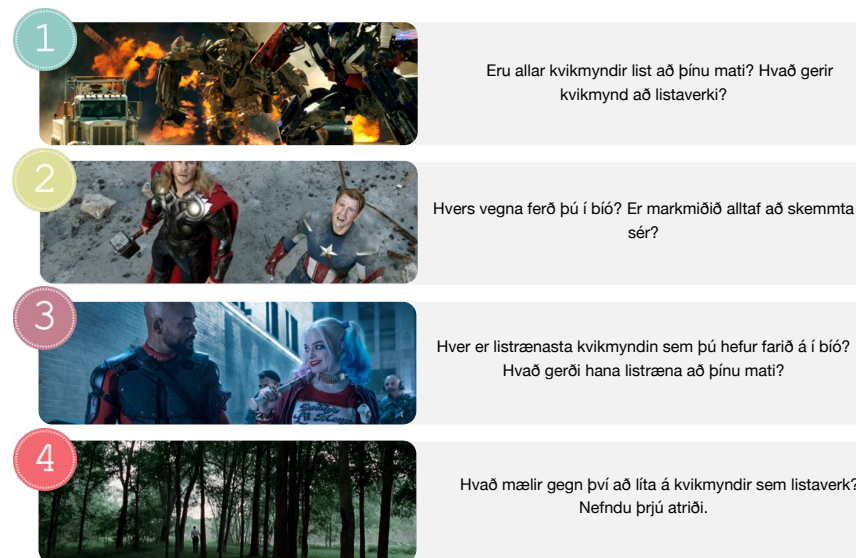 1
Eru allar kvikmyndir list að þínu mati? Hvað gerir
kvikmynd að listaverki?
2
Hvers vegna ferð þú í bíó? Er markmiðið alltaf að skemmta
sér?
3
Hver er listrænasta kvikmyndin sem þú hefur farið á í bíó?
Hvað gerði hana listræna að þínu mati?
4
Hvað mælir gegn því að líta á kvikmyndir sem listaverk?
Nefndu þrjú atriði.